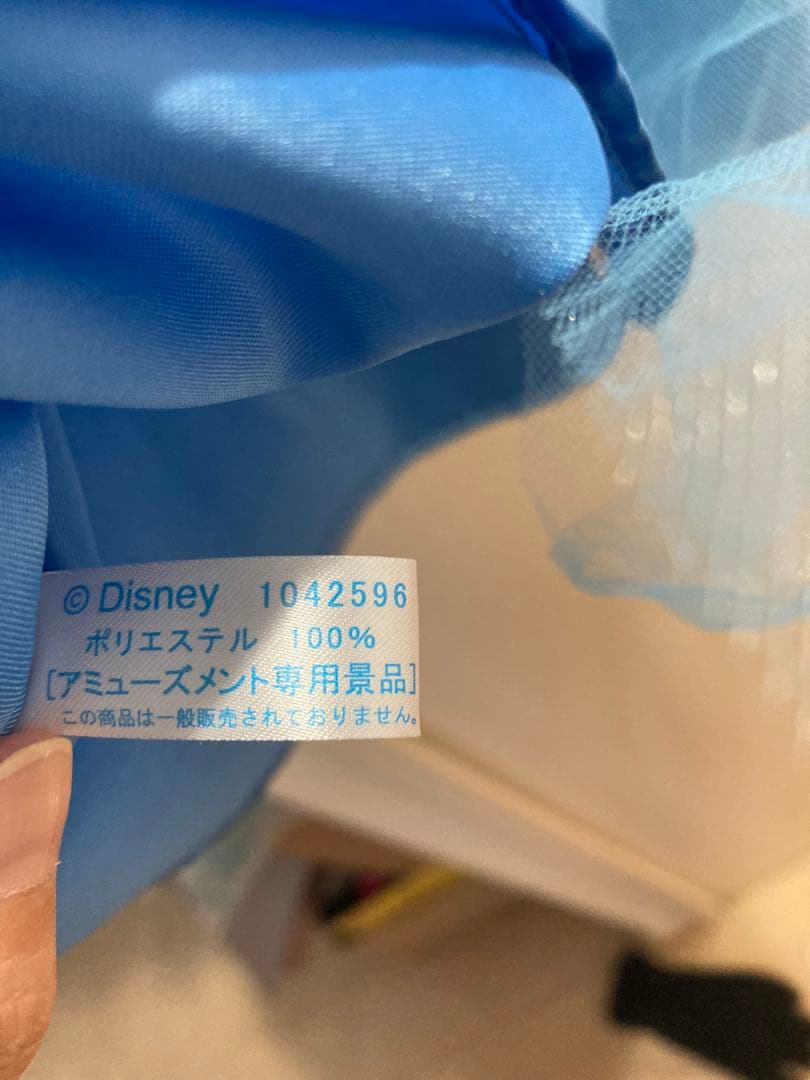 © Disney 1042596
ポリエステル 100%
[アミューズメント専用景品]
この商品は一般販売されておりません。